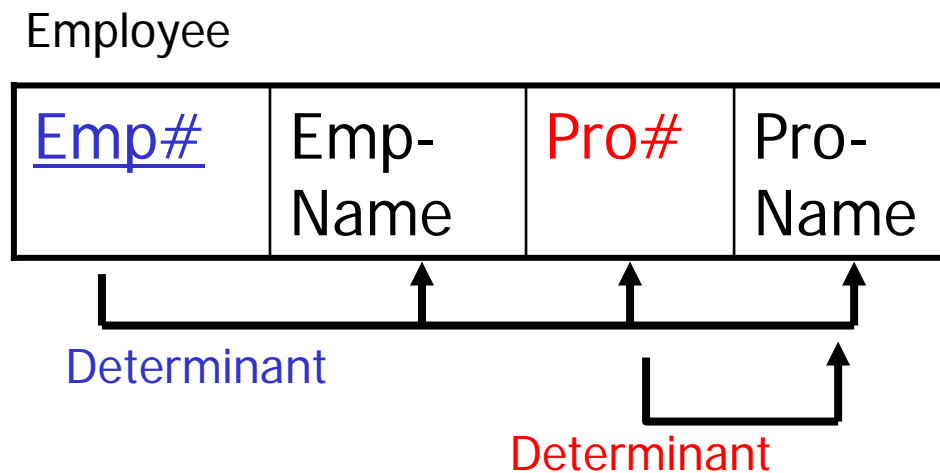 Employee
Emp# Emp- Pro# Pro-
Name Name
Determinant
Determinant